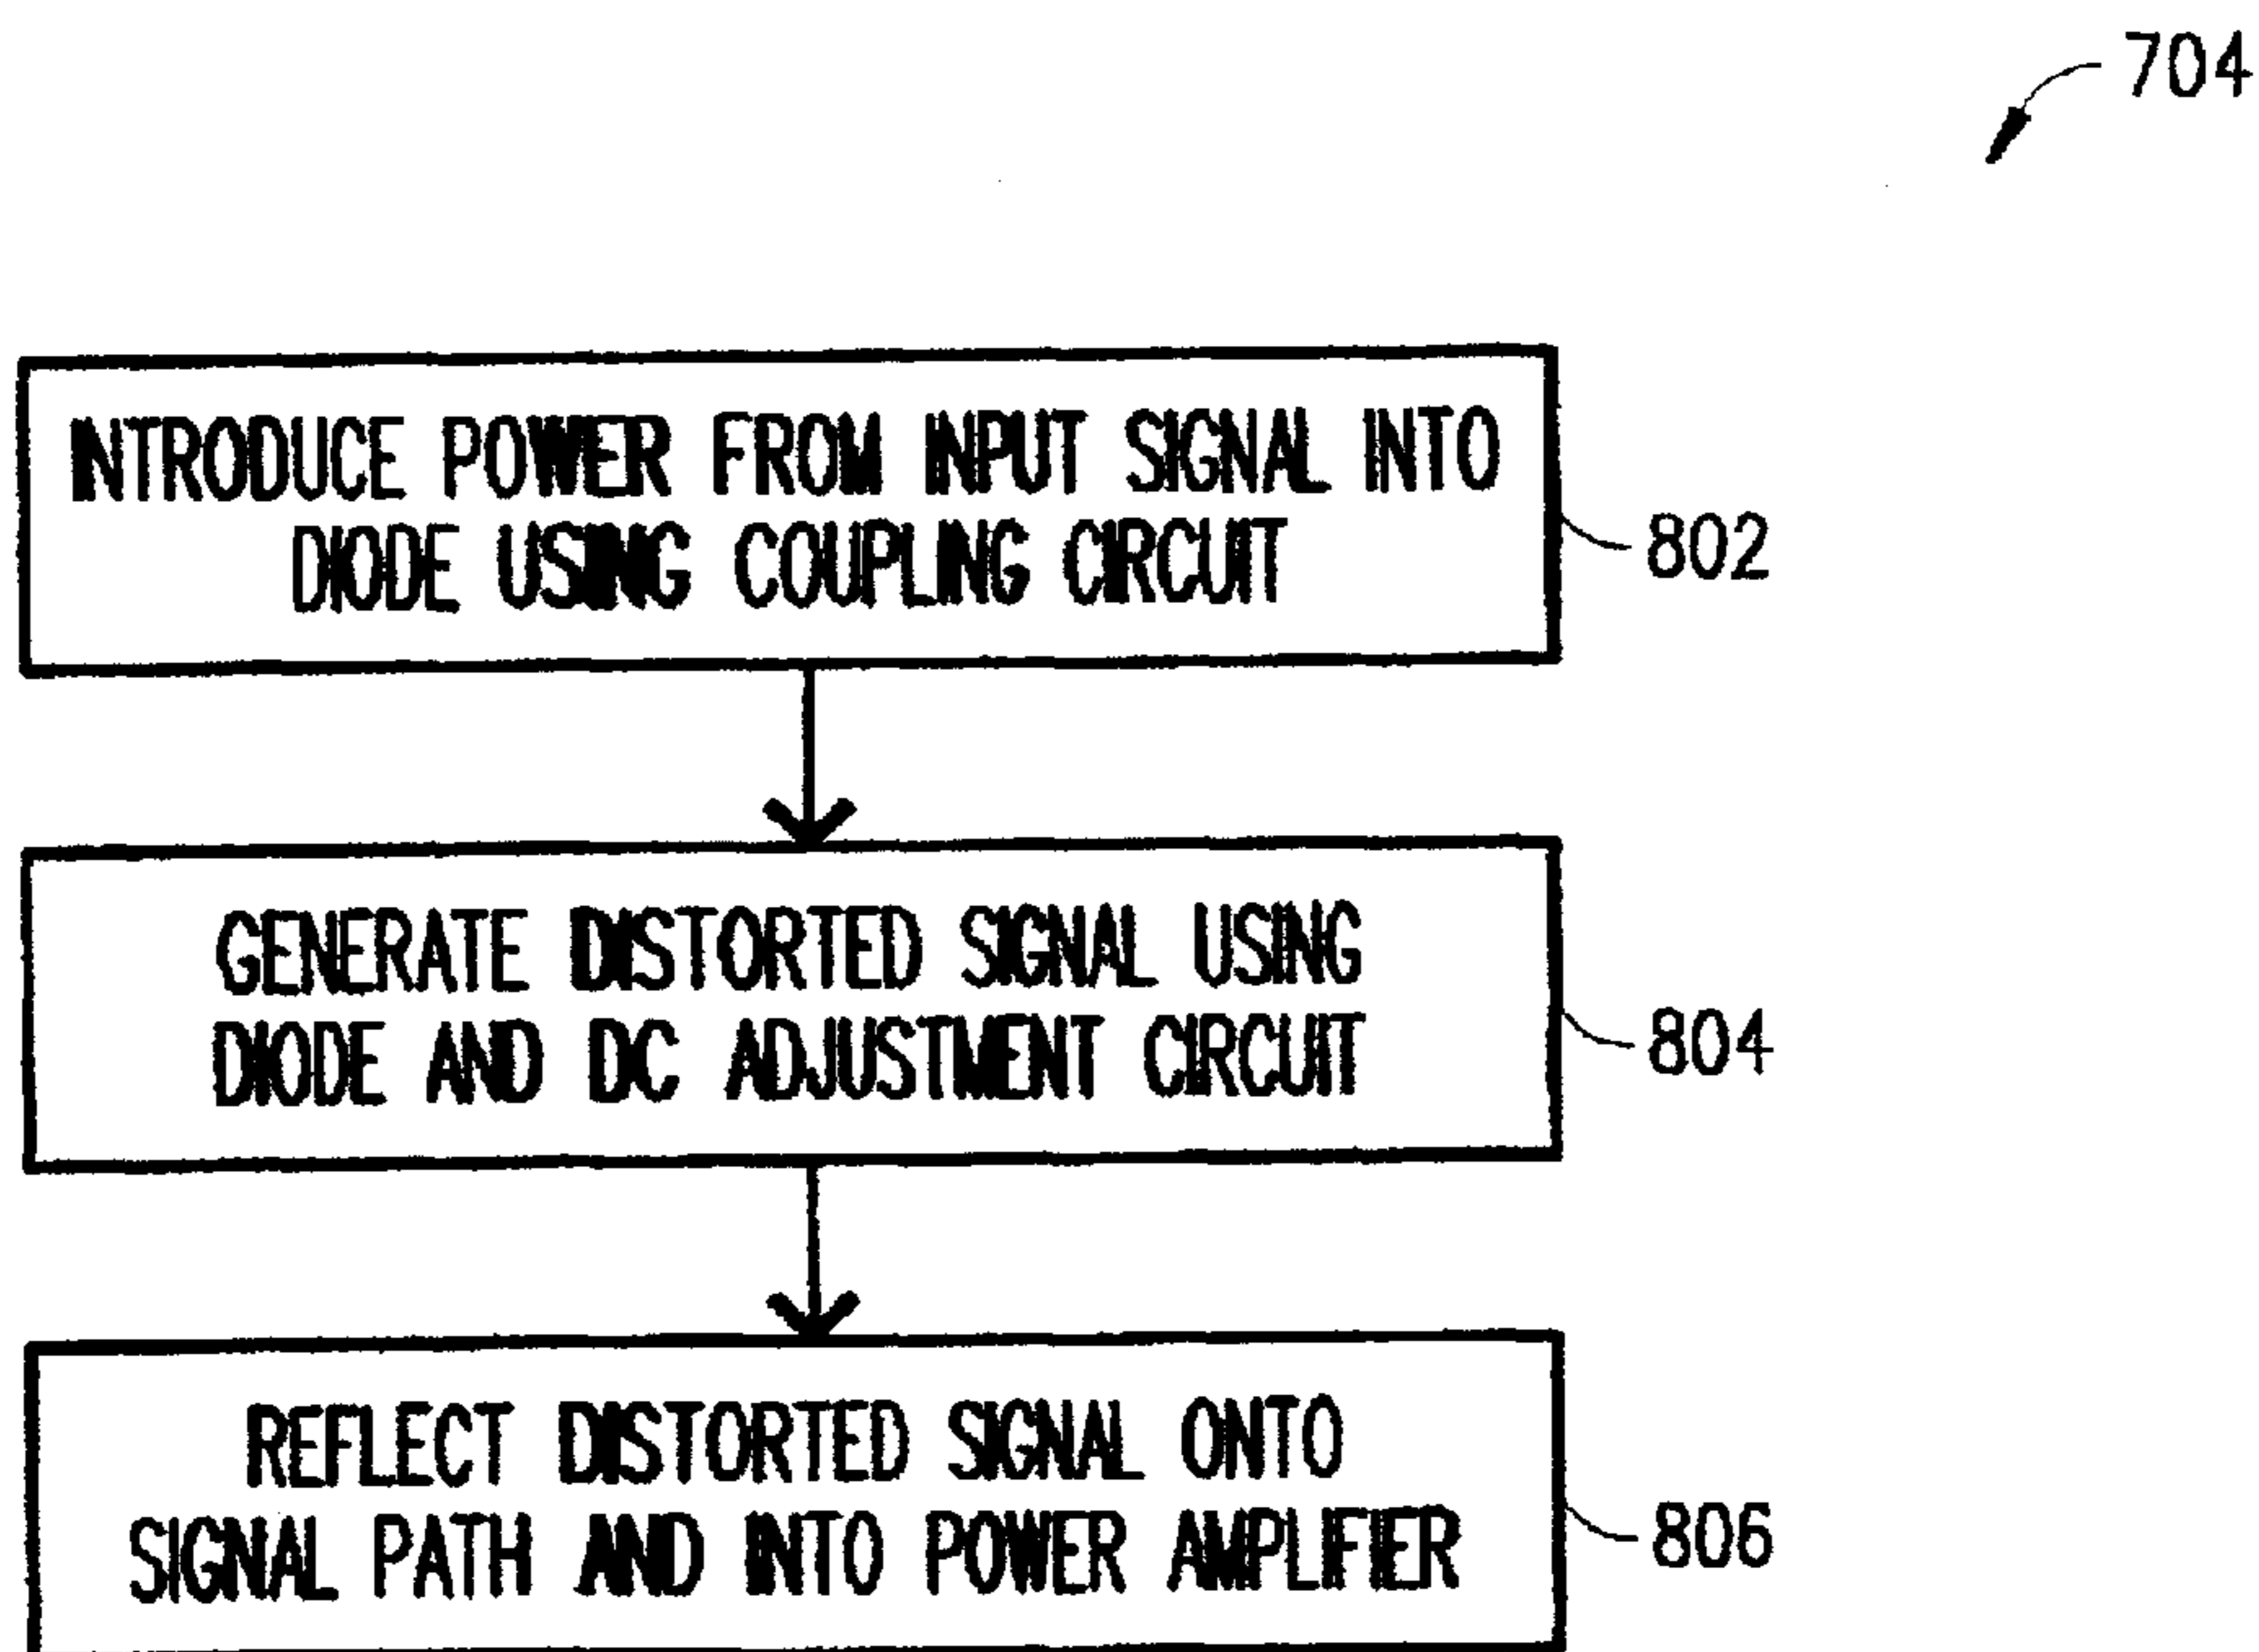 704
INTRODUCE POWER FROM INPUT SIGNAL INTO
DIODE USING COUPLING CIRCUIT
802
GENERATE DISTORTED SIGNAL USING
DIODE AND DC ADJUSTMENT CIRCUIT
804
REFLECT DISTORTED SIGNAL ONTO
SIGNAL PATH AND INTO POWER AMPLIFIER
806